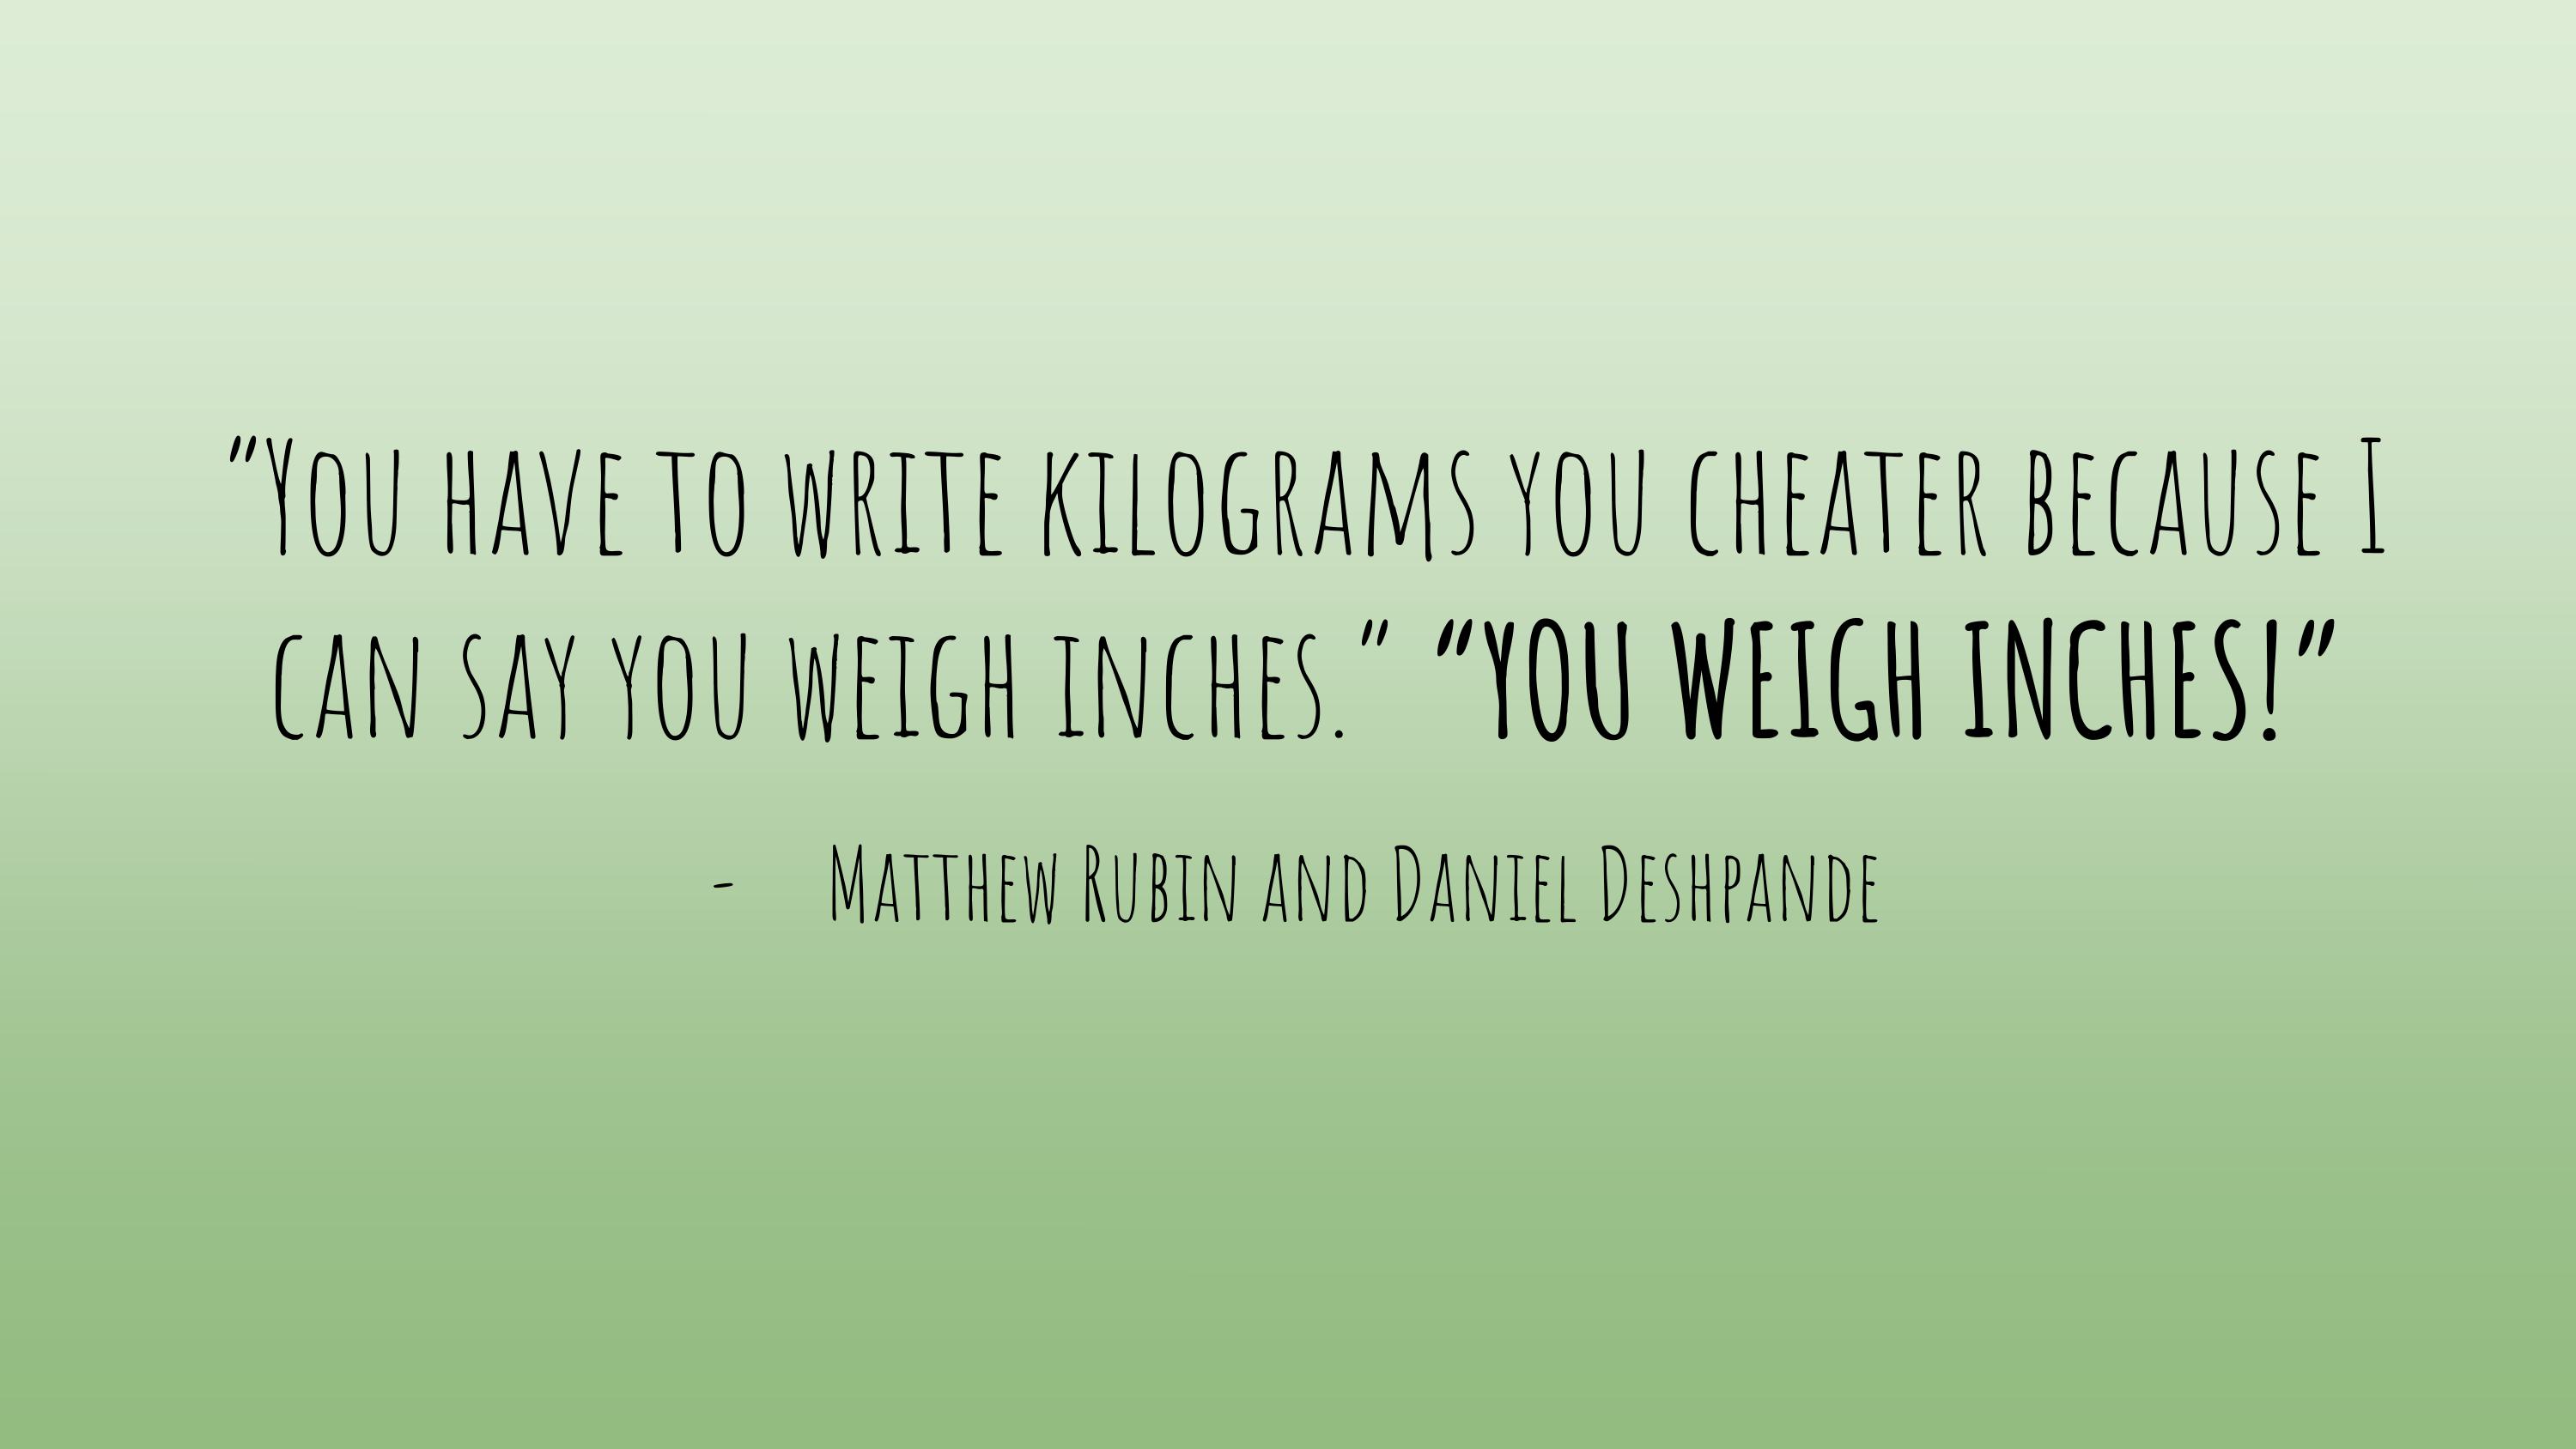 “You have to write kilograms you cheater because I
can say you weigh inches.” “YOU WEIGH INCHES!”
- Matthew Rubin and Daniel Deshpande